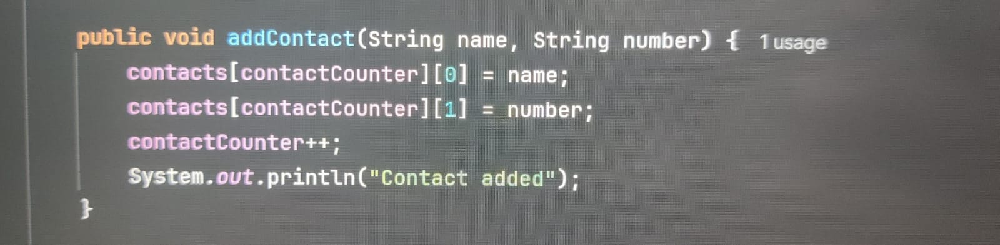 public void addContact(String name, String number) { 1 usage
contacts[contactCounter][0] = name;
contacts[contactCounter][1] = number;
contactCounter++;
System.out.println("Contact added");
}